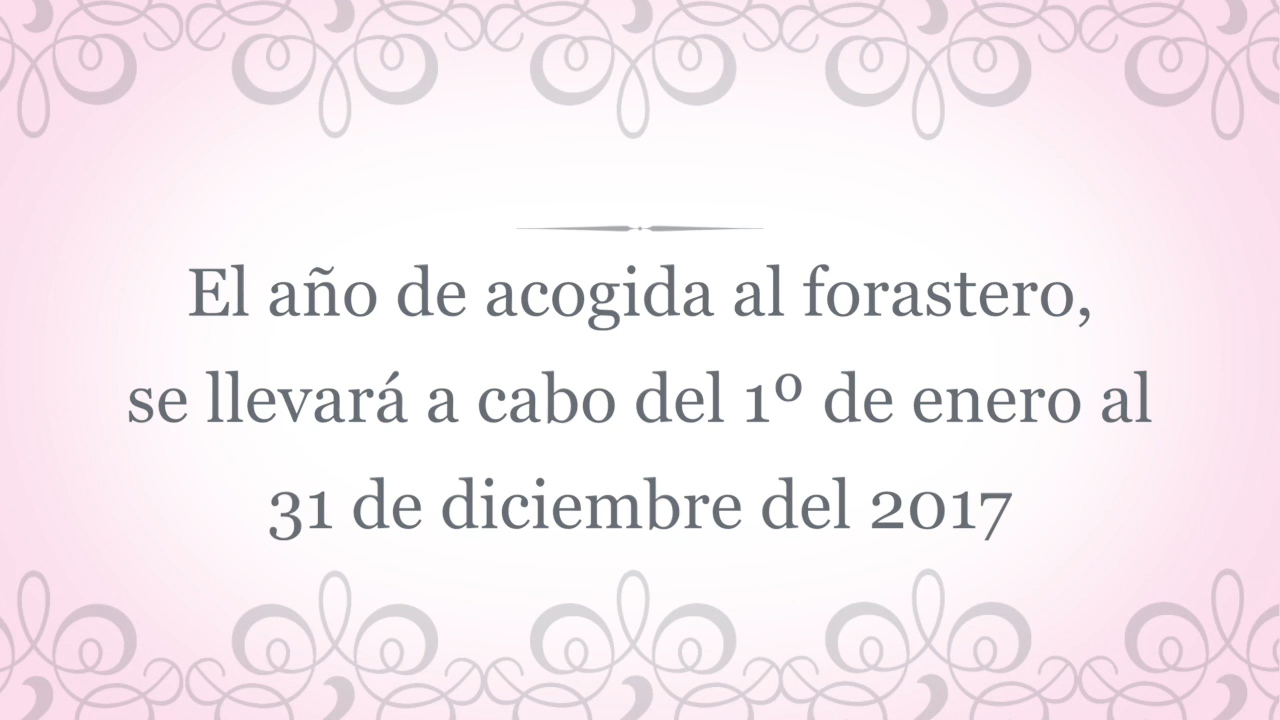 El año de acogida al forastero,
se llevará a cabo del 1º de enero al
31 de diciembre del 2017